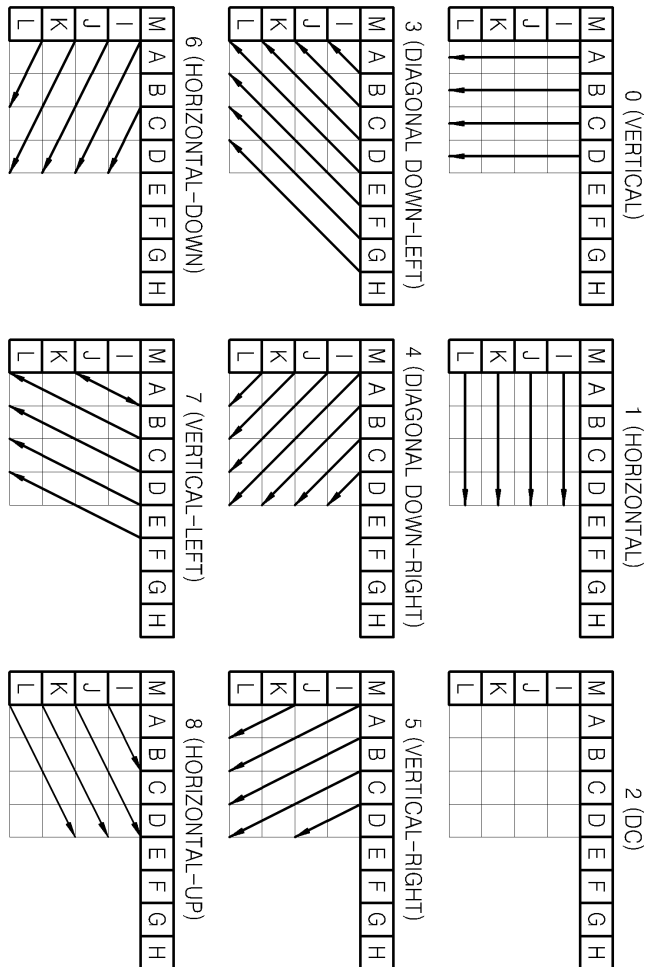 0 (VERTICAL) 1 (HORIZONTAL) 2 (DC)
M A B C D E F G H M A B C D E F G H M A B C D E F G H
I I I
J J J
K K K
L L L
3 (DIAGONAL DOWN-LEFT) 4 (DIAGONAL DOWN-RIGHT) 5 (VERTICAL-RIGHT)
M A B C D E F G H M A B C D E F G H M A B C D E F G H
I I I
J J J
K K K
L L L
6 (HORIZONTAL-DOWN) 7 (VERTICAL-LEFT) 8 (HORIZONTAL-UP)
M A B C D E F G H M A B C D E F G H M A B C D E F G H
I I I
J J J
K K K
L L L